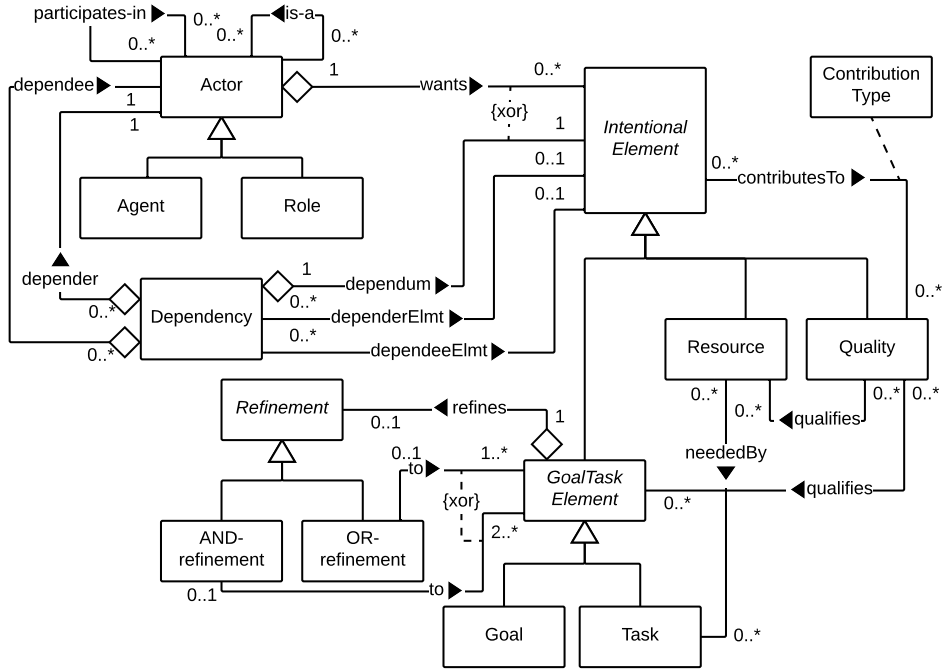 participates-in
0..*
is-a
0..*
0..*
0..*
dependee
1
1
Actor
1
wants
0..*
{xor}
1
0..1
0..1
Intentional
Element
Contribution
Type
0..*
contributesTo
0..*
Agent
Role
depender
0..*
0..*
Dependency
1
dependum
0..*
dependerElmt
0..*
dependeeElmt
Resource
Quality
0..*
0..*
0..*
0..*
qualifies
neededBy
qualifies
0..*
Refinement
0..1
refines
1
0..1
to
1..*
{xor}
GoalTask
Element
2..*
AND-
refinement
OR-
refinement
0..1
to
Goal
Task
0..*